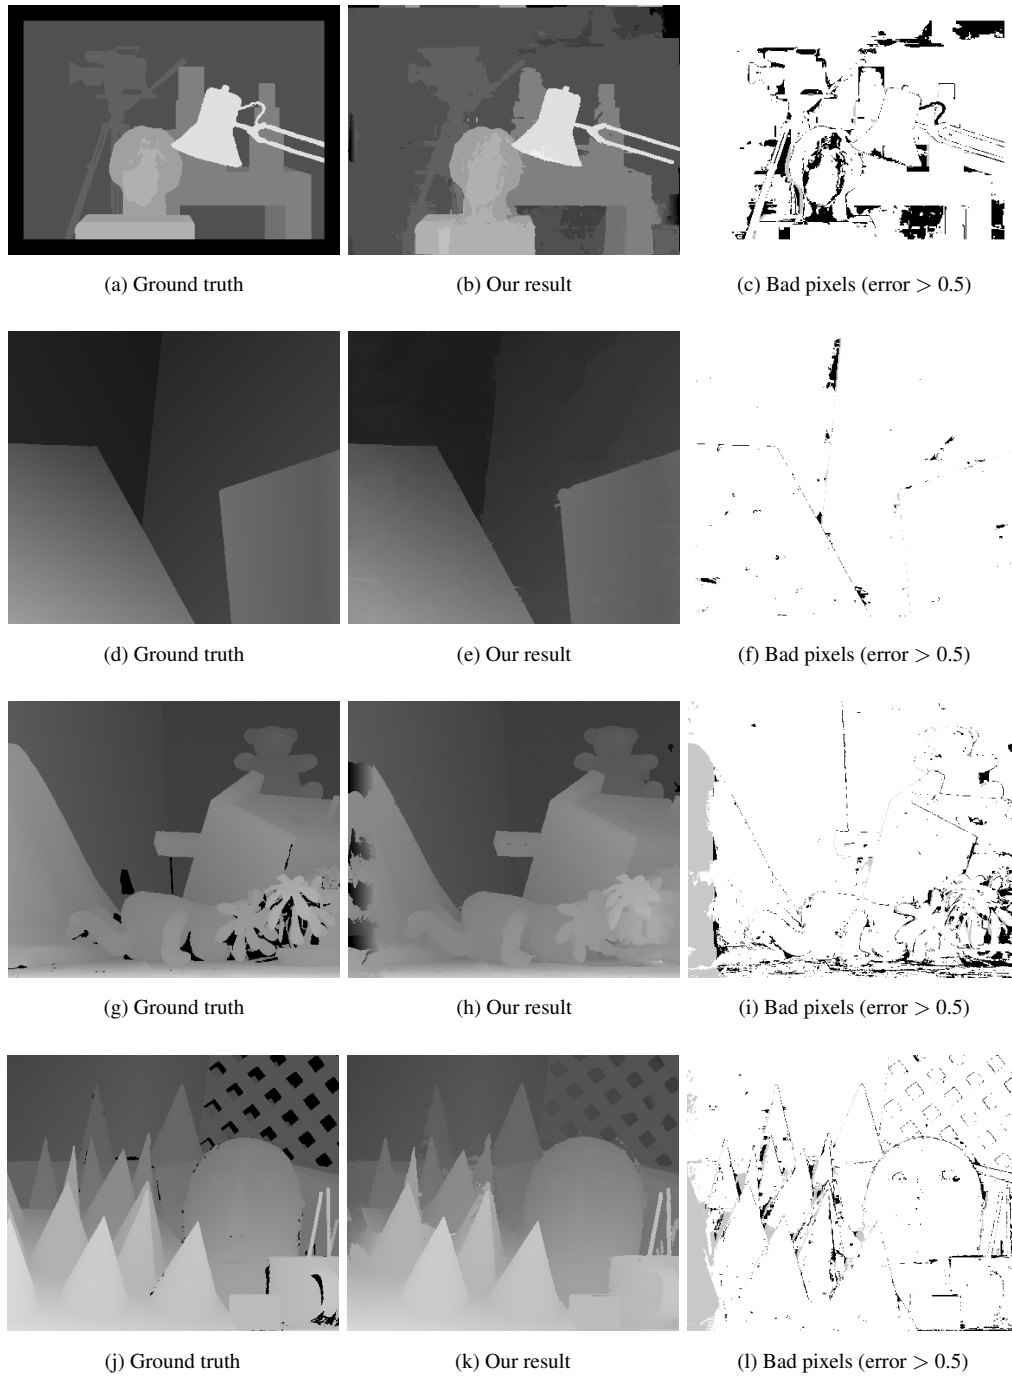 (a) Ground truth
(b) Our result
(c) Bad pixels (error > 0.5)
(d) Ground truth
(e) Our result
(f) Bad pixels (error > 0.5)
(g) Ground truth
(h) Our result
(i) Bad pixels (error > 0.5)
(j) Ground truth
(k) Our result
(l) Bad pixels (error > 0.5)